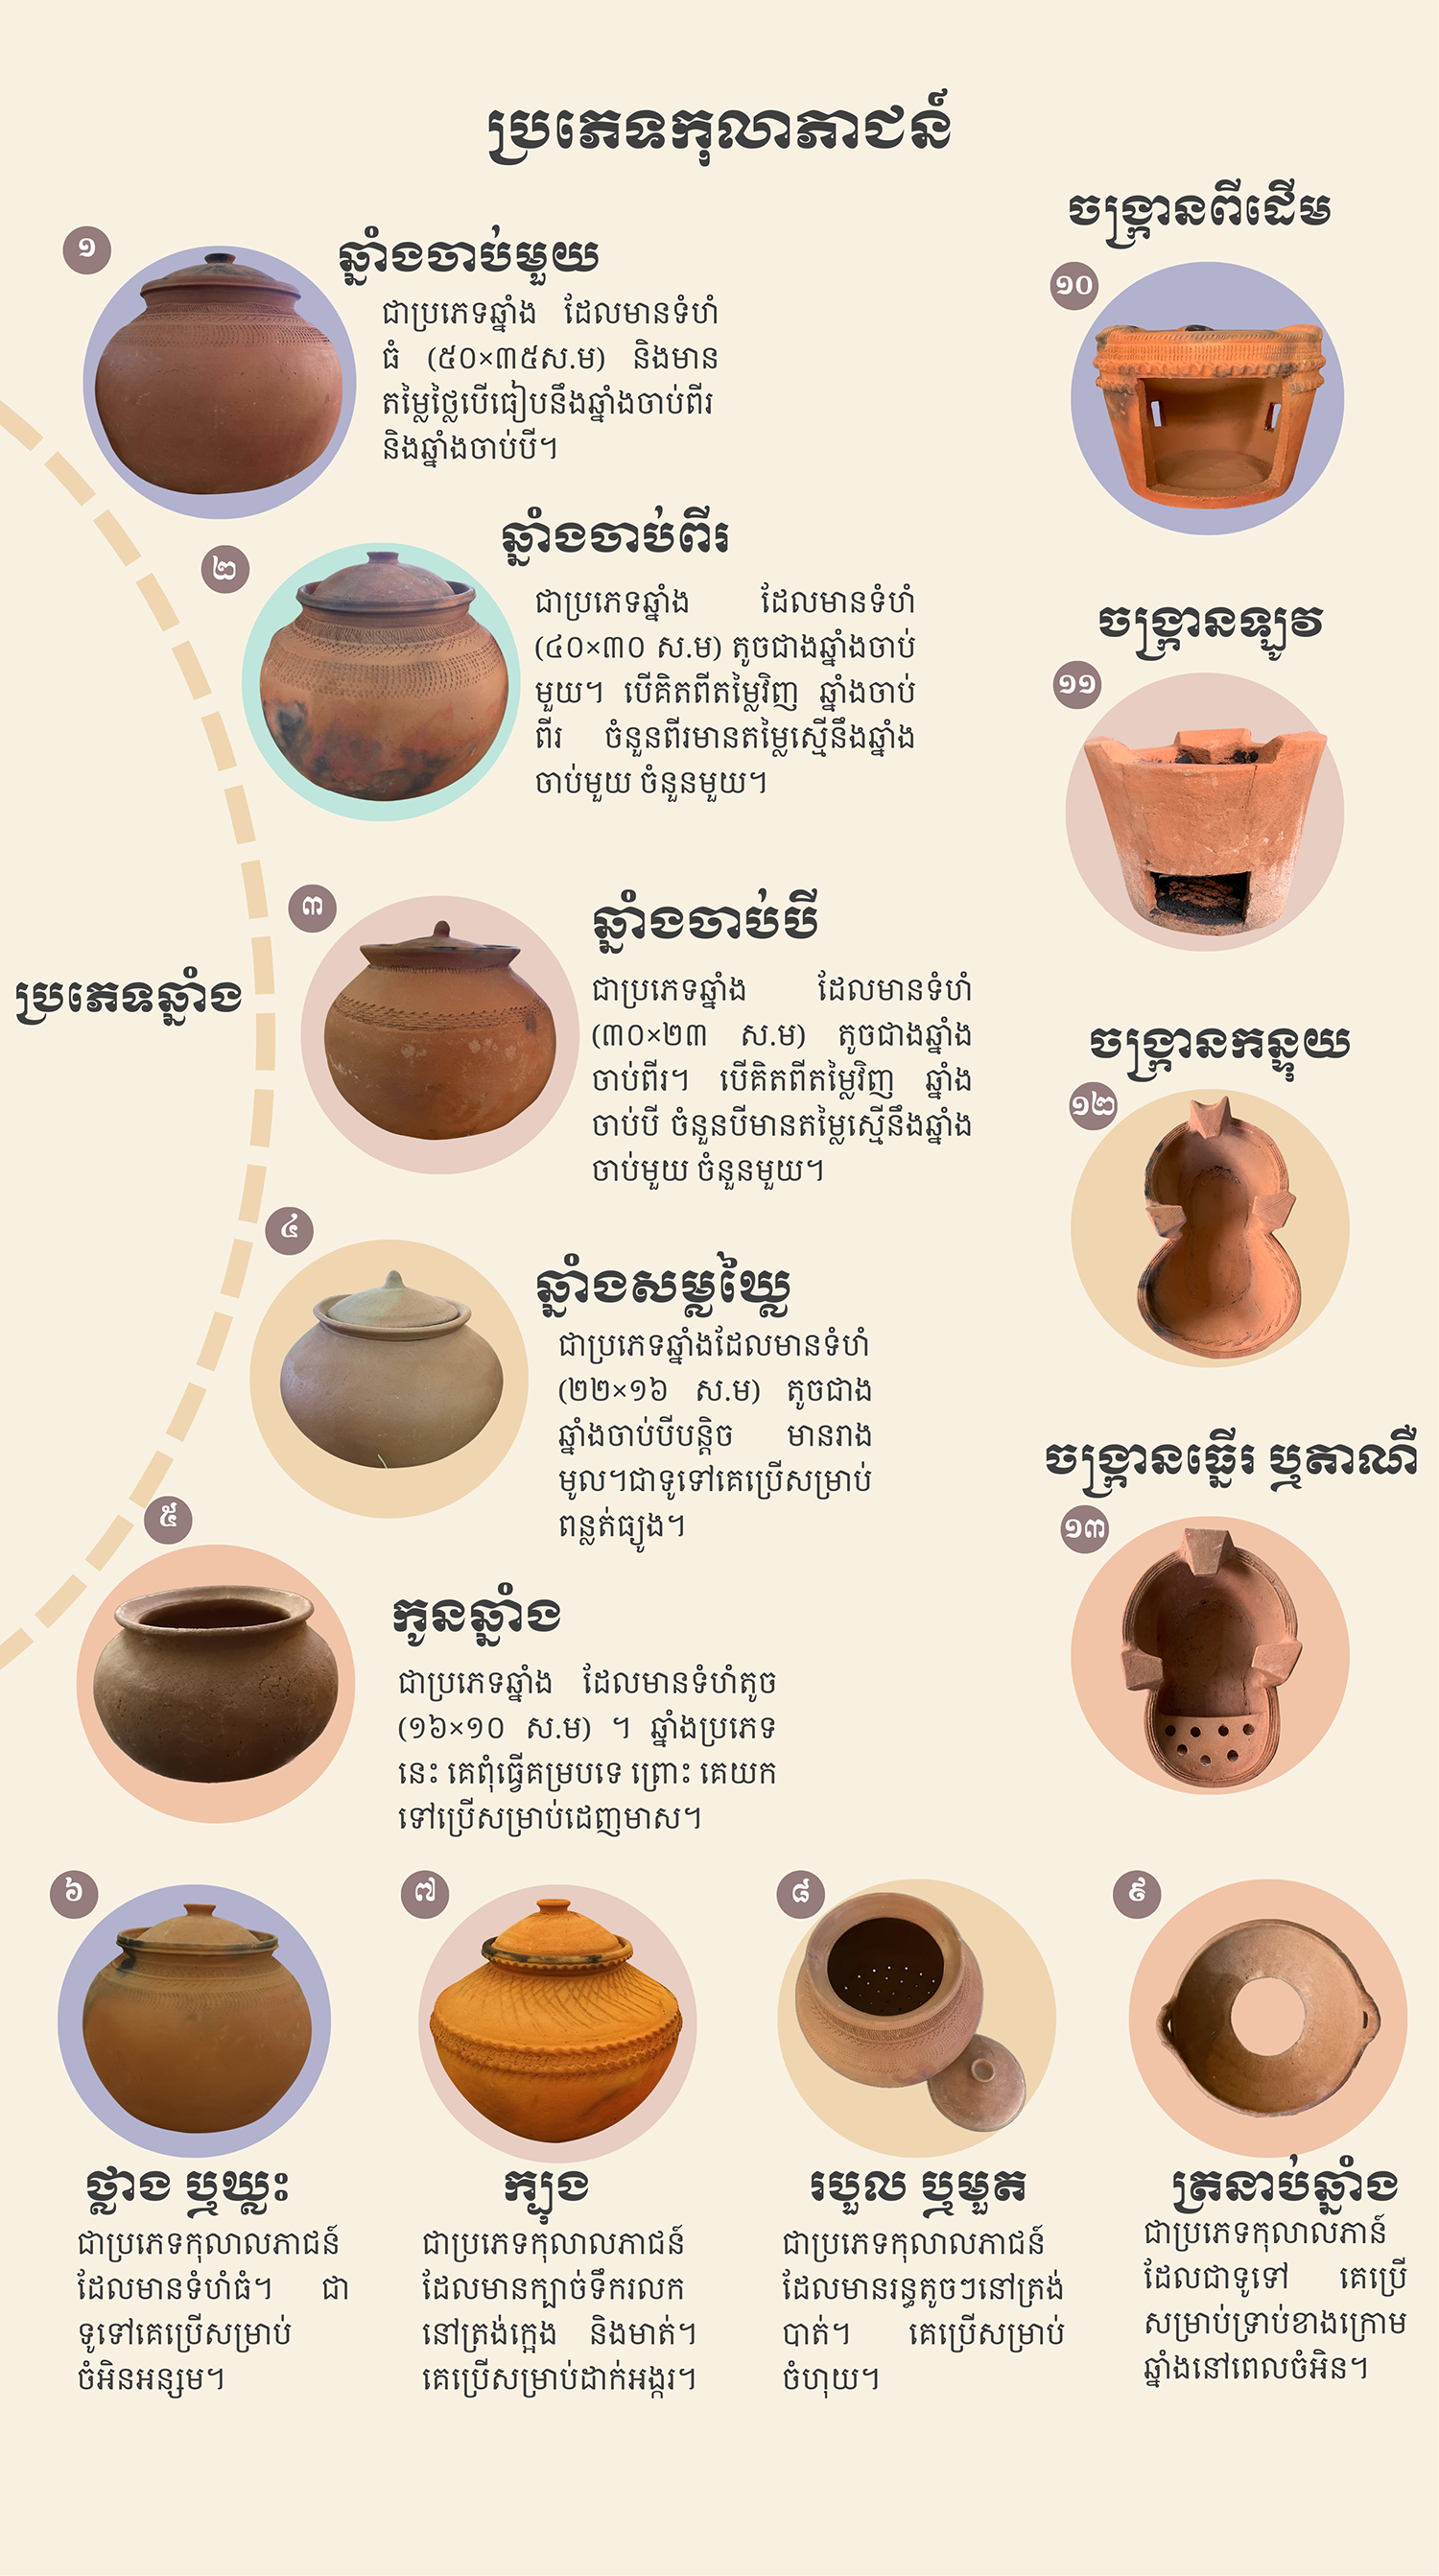 ប្រភេទកុលាភាជន៍
១
ឆ្នាំងចាប់មួយ
ជាប្រភេទឆ្នាំង ដែលមានទំហំ
ធំ (៥០×៣៥ស.ម) និងមាន
តម្លៃថ្លៃបើធៀបនឹងឆ្នាំងចាប់ពីរ
និងឆ្នាំងចាប់បី។
២
ឆ្នាំងចាប់ពីរ
ជាប្រភេទឆ្នាំង ដែលមានទំហំ
(៤០×៣០ ស.ម) តូចជាងឆ្នាំងចាប់
មួយ។ បើគិតពីតម្លៃវិញ ឆ្នាំងចាប់
ពីរ ចំនួនពីរមានតម្លៃស្មើនឹងឆ្នាំង
ចាប់មួយ ចំនួនមួយ។
ប្រភេទឆ្នាំង
៣
ឆ្នាំងចាប់បី
ជាប្រភេទឆ្នាំង ដែលមានទំហំ
(៣០×២៣ ស.ម) តូចជាងឆ្នាំង
ចាប់ពីរ។ បើគិតពីតម្លៃវិញ ឆ្នាំង
ចាប់បី ចំនួនបីមានតម្លៃស្មើនឹងឆ្នាំង
ចាប់មួយ ចំនួនមួយ។
៤
ឆ្នាំងសម្លឃ្លៃ
ជាប្រភេទឆ្នាំងដែលមានទំហំ
(២២×១៦ ស.ម) តូចជាង
ឆ្នាំងចាប់បីបន្តិច មានរាង
មូល។ជាទូទៅគេប្រើសម្រាប់
ពន្លត់ធ្យូង។
៥
កូនឆ្នាំង
ជាប្រភេទឆ្នាំង ដែលមានទំហំតូច
(១៦×១០ ស.ម) ។ ឆ្នាំងប្រភេទ
នេះ គេពុំធ្វើគម្របទេ ព្រោះ គេយក
ទៅប្រើសម្រាប់ដេញមាស។
ចង្ក្រានពីដើម
១០
ចង្ក្រានឡូវ
១១
ចង្ក្រានកន្ទុយ
១២
ចង្ក្រានធ្នើរ ឬតាណឺ
១៣
៦
ថ្លាង ឬឃ្លះ
ជាប្រភេទកុលាលភាជន៍
ដែលមានទំហំធំ។ ជា
ទូទៅគេប្រើសម្រាប់
ចំអិនអន្សម។
៧
ក្បុង
ជាប្រភេទកុលាលភាជន៍
ដែលមានក្បាច់ទឹករលក
នៅត្រង់ក្អេង និងមាត់។
គេប្រើសម្រាប់ដាក់អង្ករ។
៨
របួល ឬមួត
ជាប្រភេទកុលាលភាជន៍
ដែលមានរន្ធតូចៗនៅត្រង់
បាត់។ គេប្រើសម្រាប់
ចំហុយ។
៩
ត្រនាប់ឆ្នាំង
ជាប្រភេទកុលាលភាន៍
ដែលជាទូទៅ គេប្រើ
សម្រាប់ទ្រាប់ខាងក្រោម
ឆ្នាំងនៅពេលចំអិន។